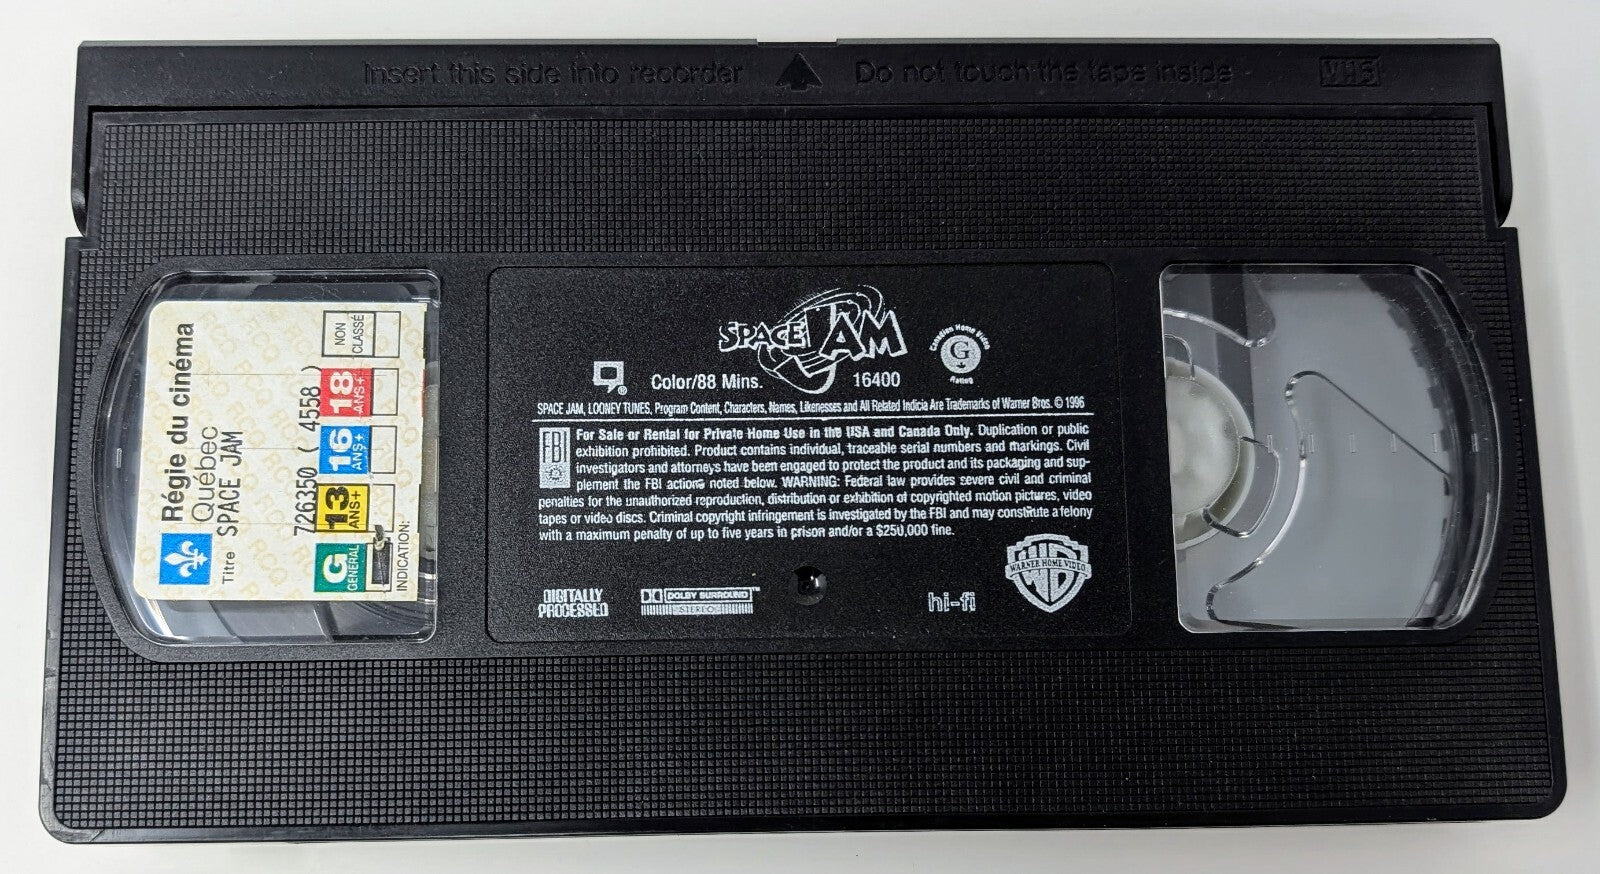 Insert this side into recorder Do not touch the tape inside VHS
Régie du cinéma
Québec
Titre SPACE JAM
726350 ( 4558 )
G GENERAL
13 ANS+
16 ANS+
18 ANS+
NON CLASSÉ
INDICATION:
SPACE JAM
Canadian Home Video
G
Rating
Color/88 Mins. 16400
SPACE JAM, LOONEY TUNES, Program Content, Characters, Names, Likenesses and All Related Indicia Are Trademarks of Warner Bros. © 1996
FBI
For Sale or Rental for Private Home Use in the USA and Canada Only. Duplication or public
exhibition prohibited. Product contains individual, traceable serial numbers and markings. Civil
investigators and attorneys have been engaged to protect the product and its packaging and sup-
plement the FBI actions noted below. WARNING: Federal law provides severe civil and criminal
penalties for the unauthorized reproduction, distribution or exhibition of copyrighted motion pictures, video
tapes or video discs. Criminal copyright infringement is investigated by the FBI and may constitute a felony
with a maximum penalty of up to five years in prison and/or a $250,000 fine.
DIGITALLY
PROCESSED
DOLBY SURROUND
STEREO
hi-fi
WARNER HOME VIDEO